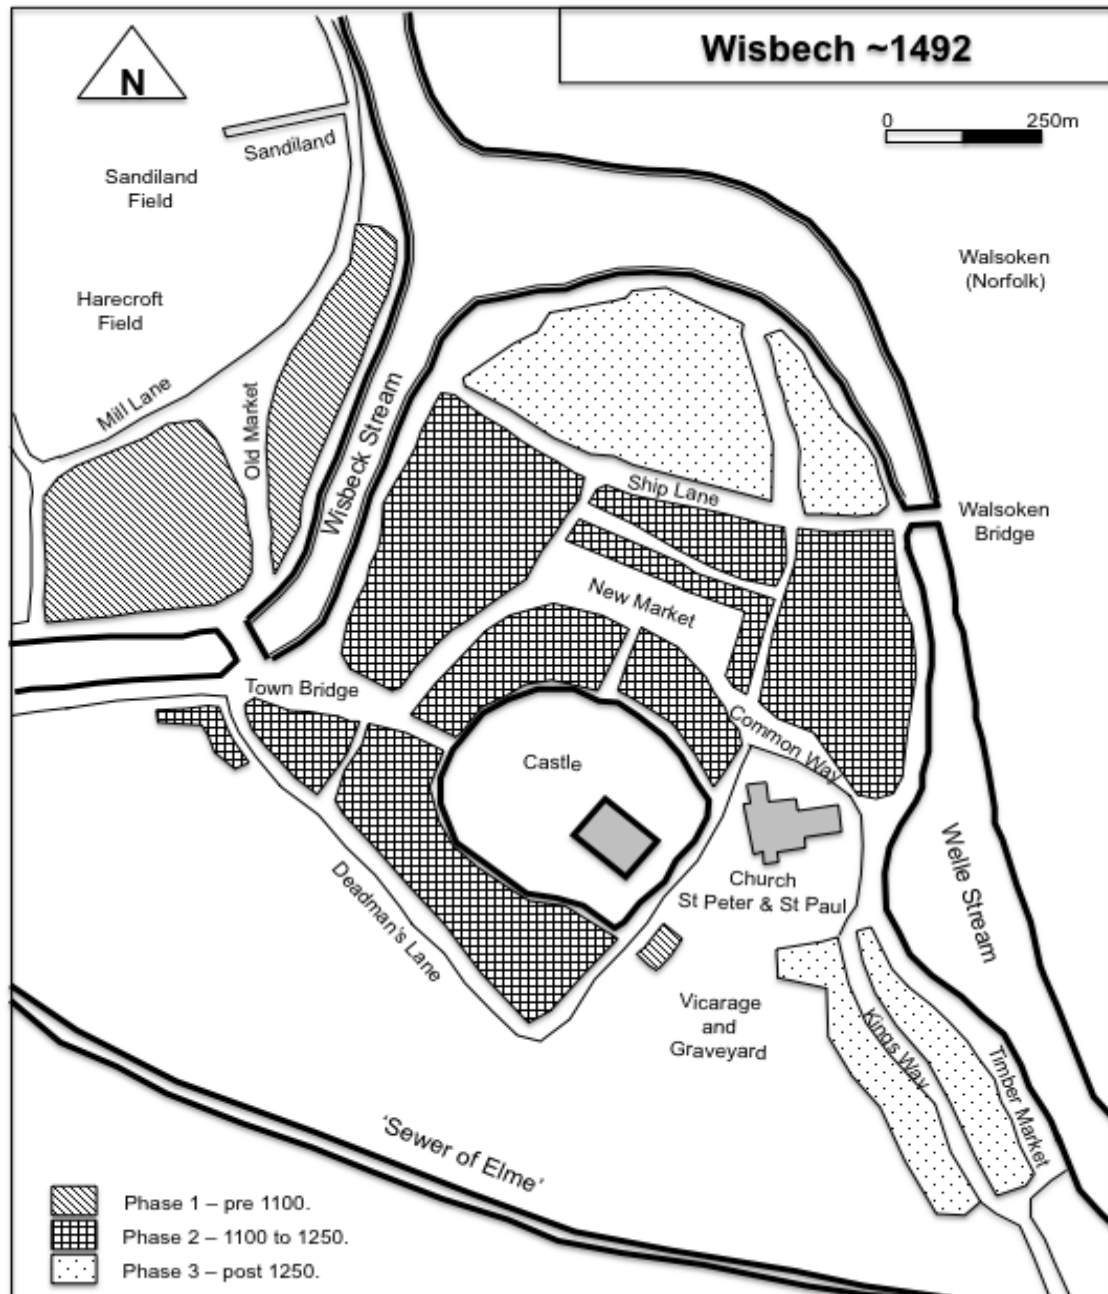 Wisbech ~1492
N
0 250m
Sandiland
Sandiland
Field
Walsoken
(Norfolk)
Harecroft
Field
Mill Lane
Old Market
Wisbeck Stream
Ship Lane
Walsoken
Bridge
New Market
Town Bridge
Common Way
Castle
Church
St Peter & St Paul
Welle Stream
Deadman's Lane
Vicarage
and
Graveyard
Kings Way
Timber Market
'Sewer of Elme'
Phase 1 – pre 1100.
Phase 2 – 1100 to 1250.
Phase 3 – post 1250.